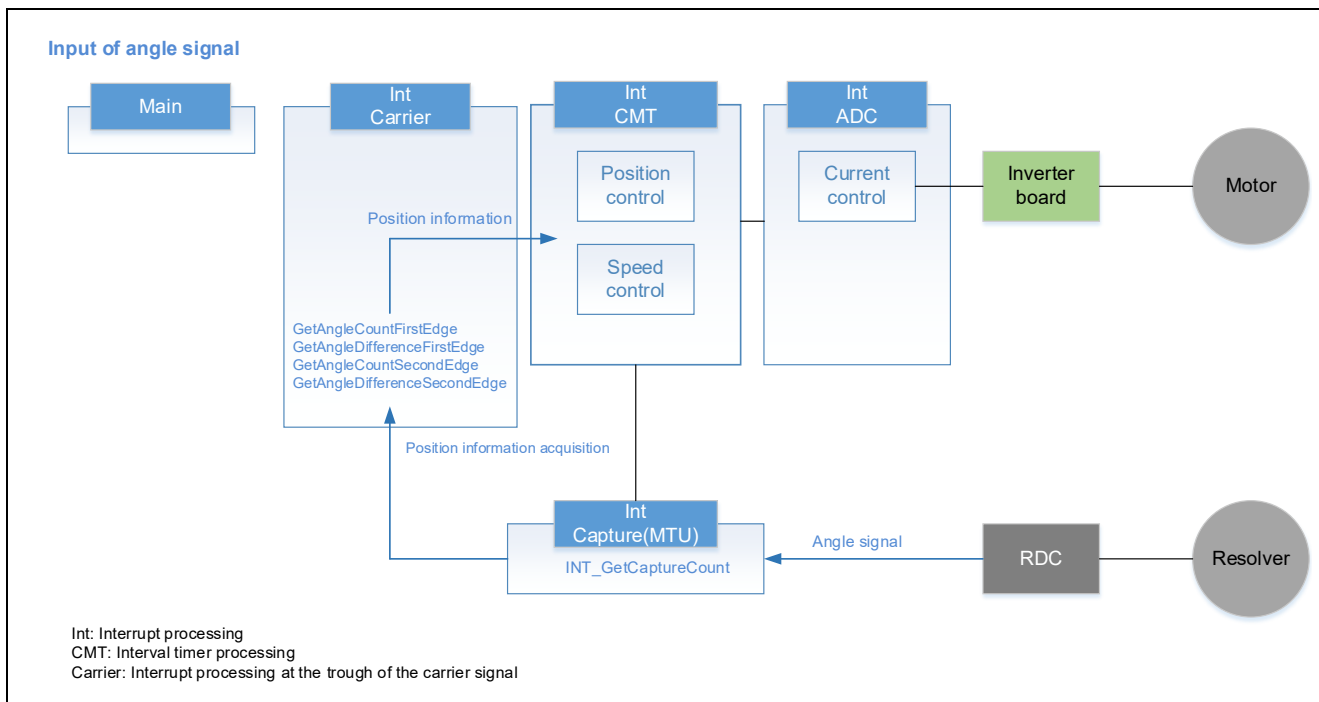 Input of angle signal
Main
Int
Carrier
Int
CMT
Int
ADC
Position
control
Current
control
Inverter
board
Motor
Position information
Speed
control
GetAngleCountFirstEdge
GetAngleDifferenceFirstEdge
GetAngleCountSecondEdge
GetAngleDifferenceSecondEdge
Position information acquisition
Int
Capture(MTU)
INT_GetCaptureCount
Angle signal
RDC
Resolver
Int: Interrupt processing
CMT: Interval timer processing
Carrier: Interrupt processing at the trough of the carrier signal